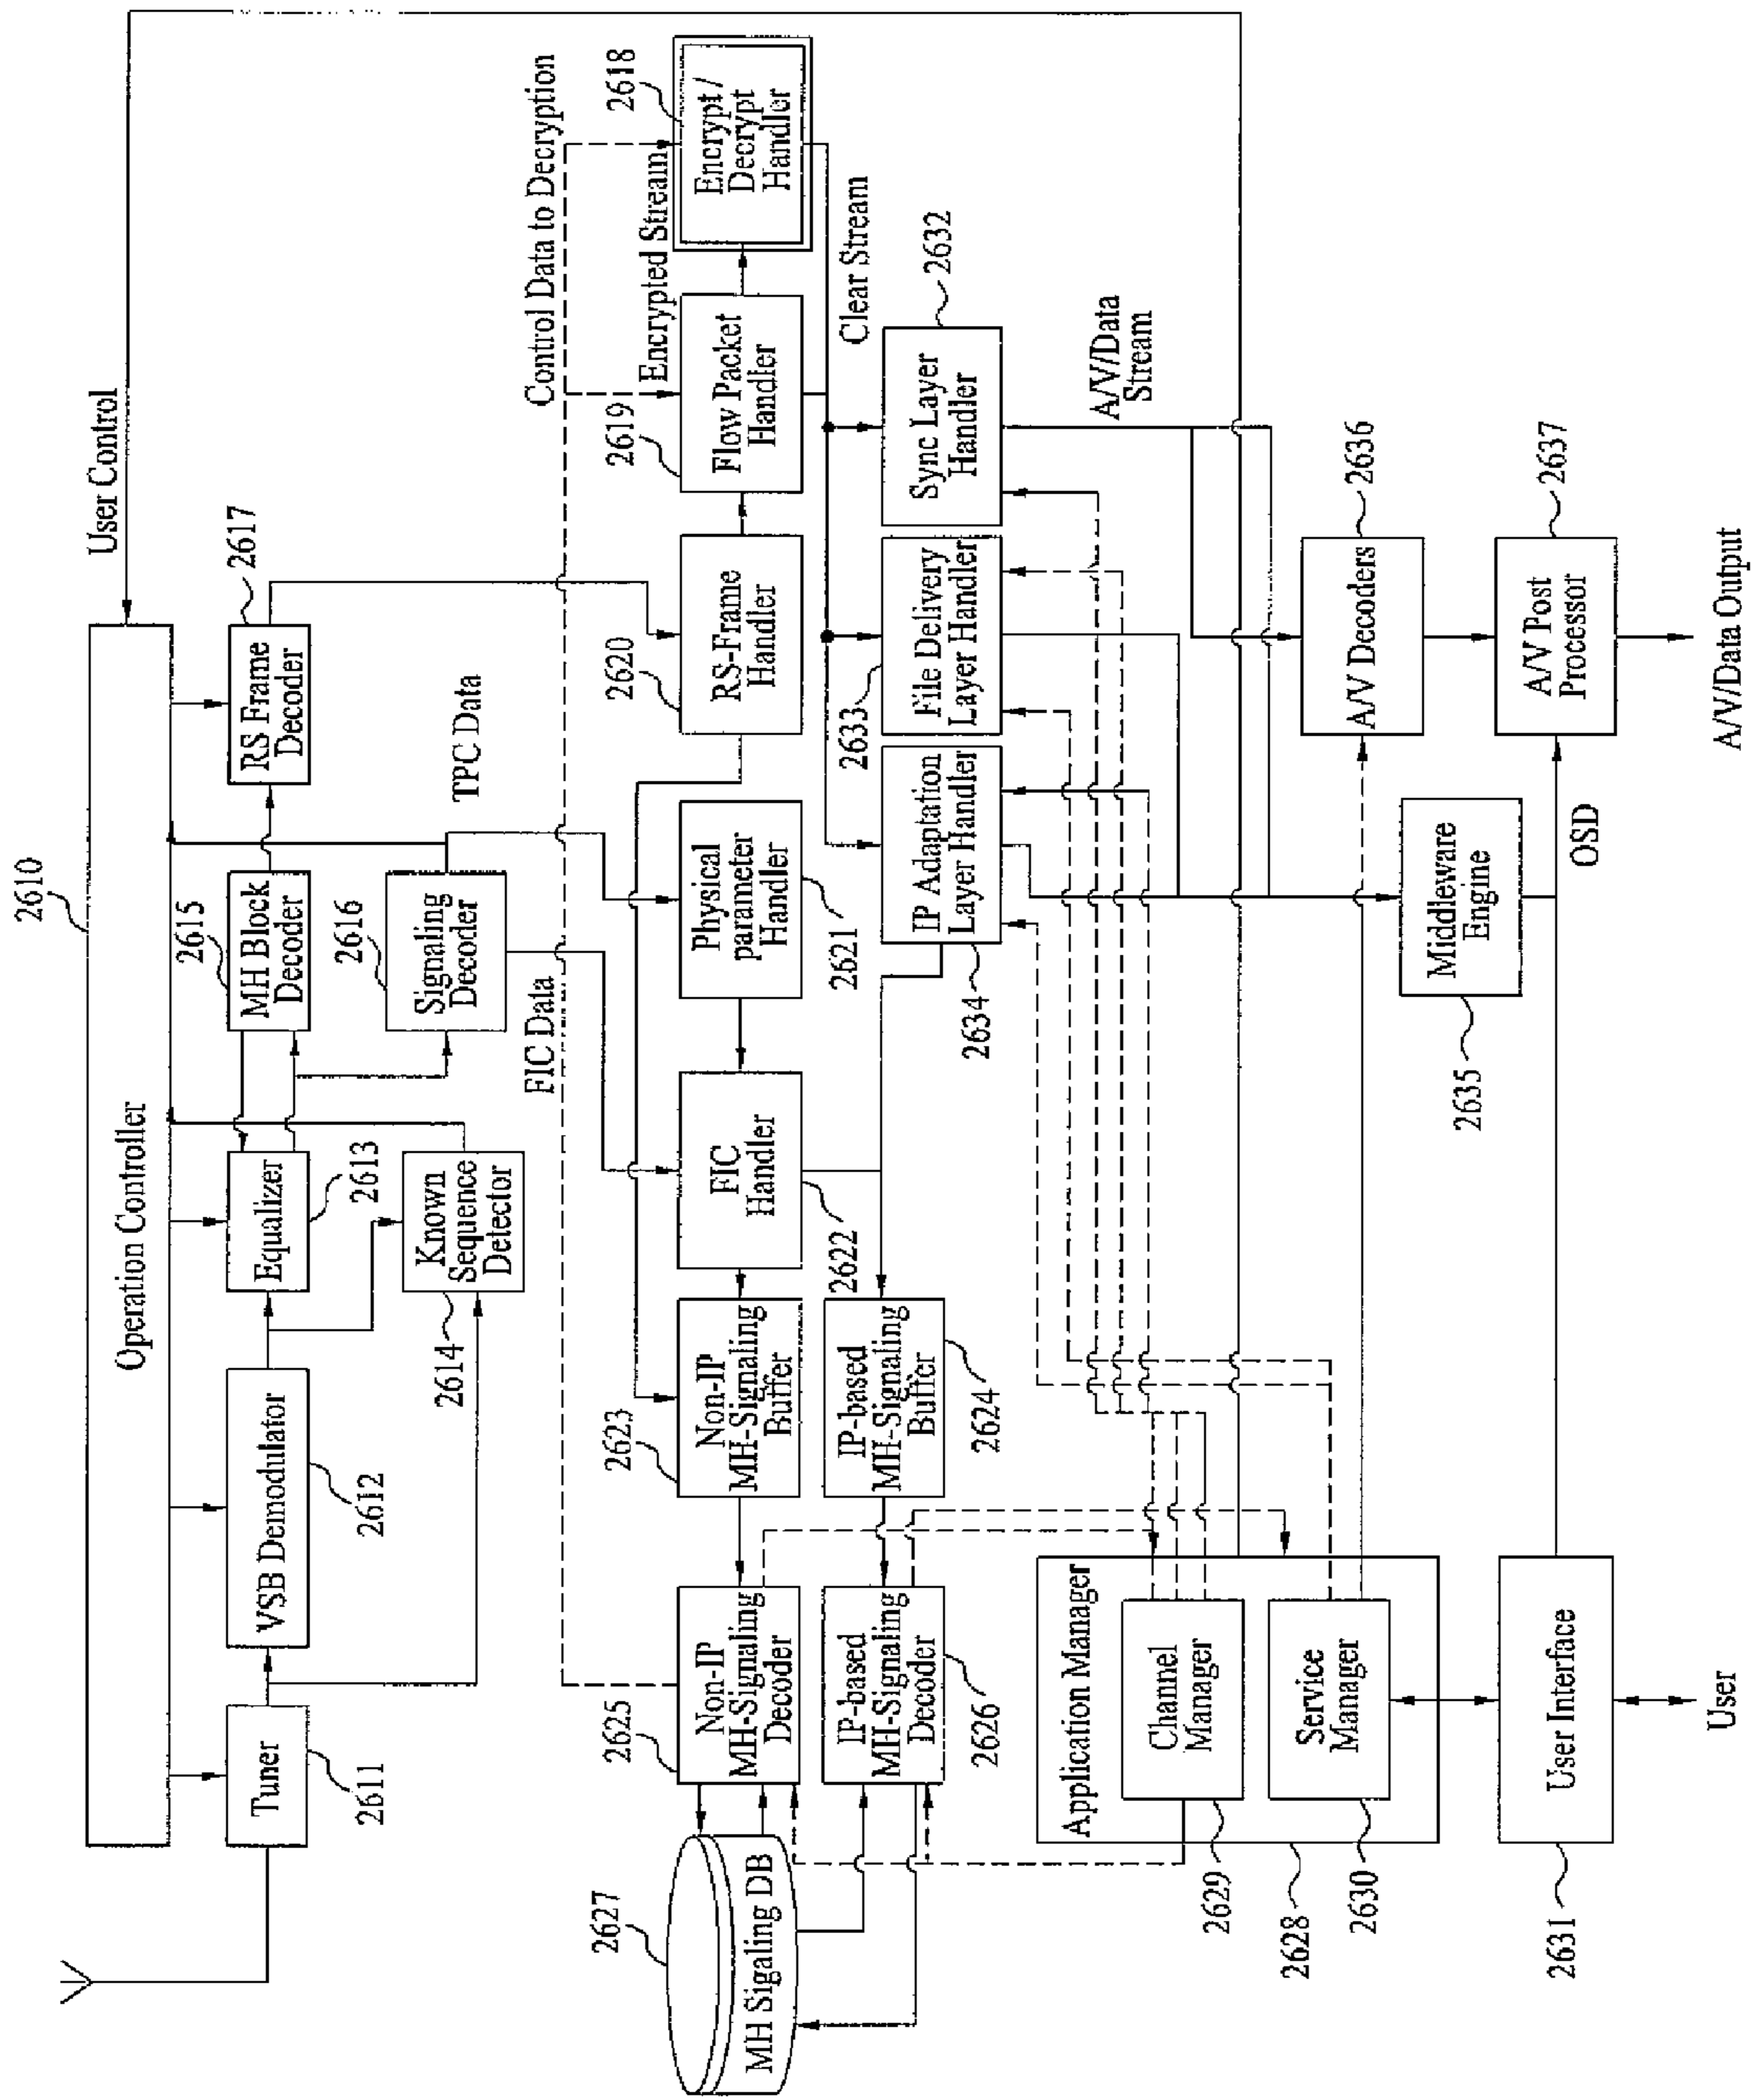 2610
Operation Controller
User Control
Tuner
2611
VSB Demodulator
2612
Equalizer
2613
MH Block
Decoder
2615
RS Frame
Decoder
2617
Known
Sequence
Detector
2614
Signaling
Decoder
2616
TPC Data
FIC Data
Control Data to Decryption
Encrypted Stream
2627
MH Sigaling DB
2625
Non-IP
MH-Signaling
Decoder
2623
Non-IP
MH-Signaling
Buffer
FIC
Handler
2622
Physical
parameter
Handler
2621
2620
RS-Frame
Handler
2619
Flow Packet
Handler
2618
Encrypt /
Decrypt
Handler
Clear Stream
IP-based
MH-Signaling
Decoder
2626
IP-based
MH-Signaling
Buffer
2624
IP Adaptation
Layer Handler
2634
2633
File Delivery
Layer Handler
Sync Layer
Handler
2632
A/V/Data
Stream
Application Manager
Channel
Manager
2629
2628
Service
Manager
2630
Middleware
Engine
2635
A/V Decoders
2636
User Interface
2631
OSD
A/V Post
Processor
2637
User
A/V/Data Output